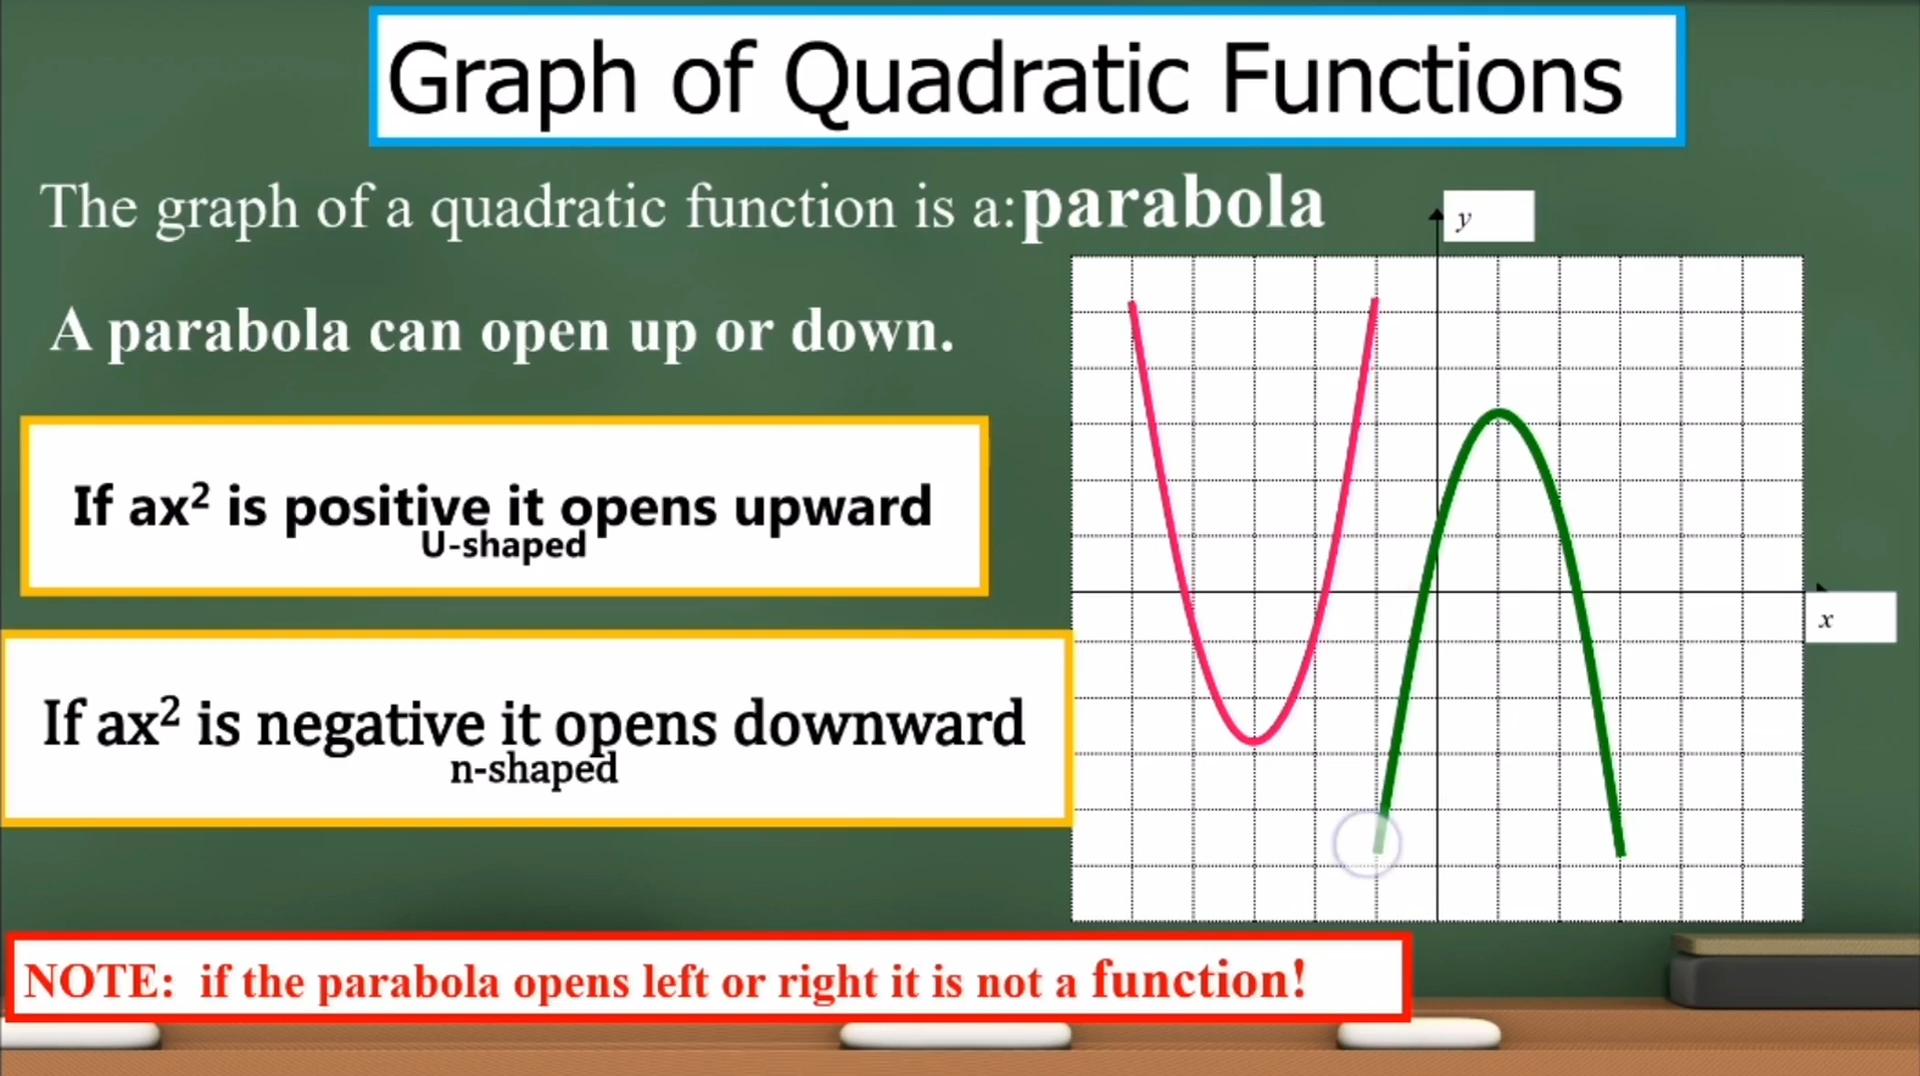 Graph of Quadratic Functions
The graph of a quadratic function is a: parabola
y
A parabola can open up or down.
If ax² is positive it opens upward
U-shaped
x
If ax² is negative it opens downward
n-shaped
NOTE: if the parabola opens left or right it is not a function!